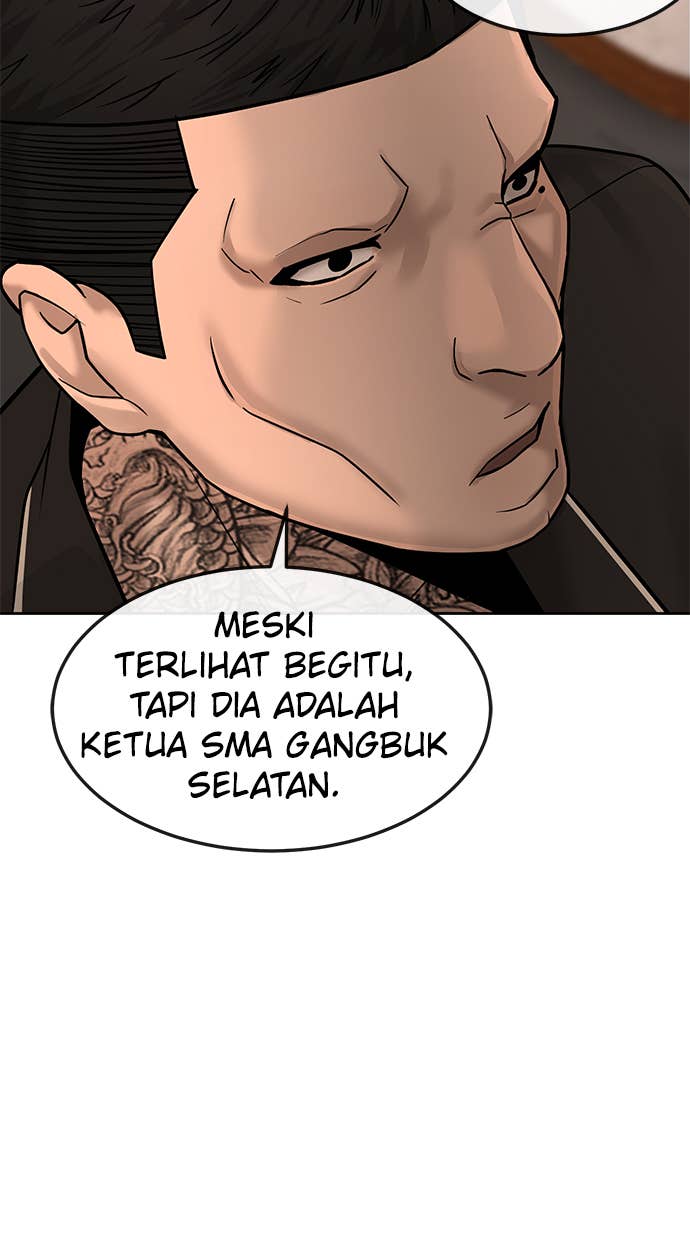 MESKI
TERLIHAT BEGITU,
TAPI DIA ADALAH
KETUA SMA GANGBUK
SELATAN.